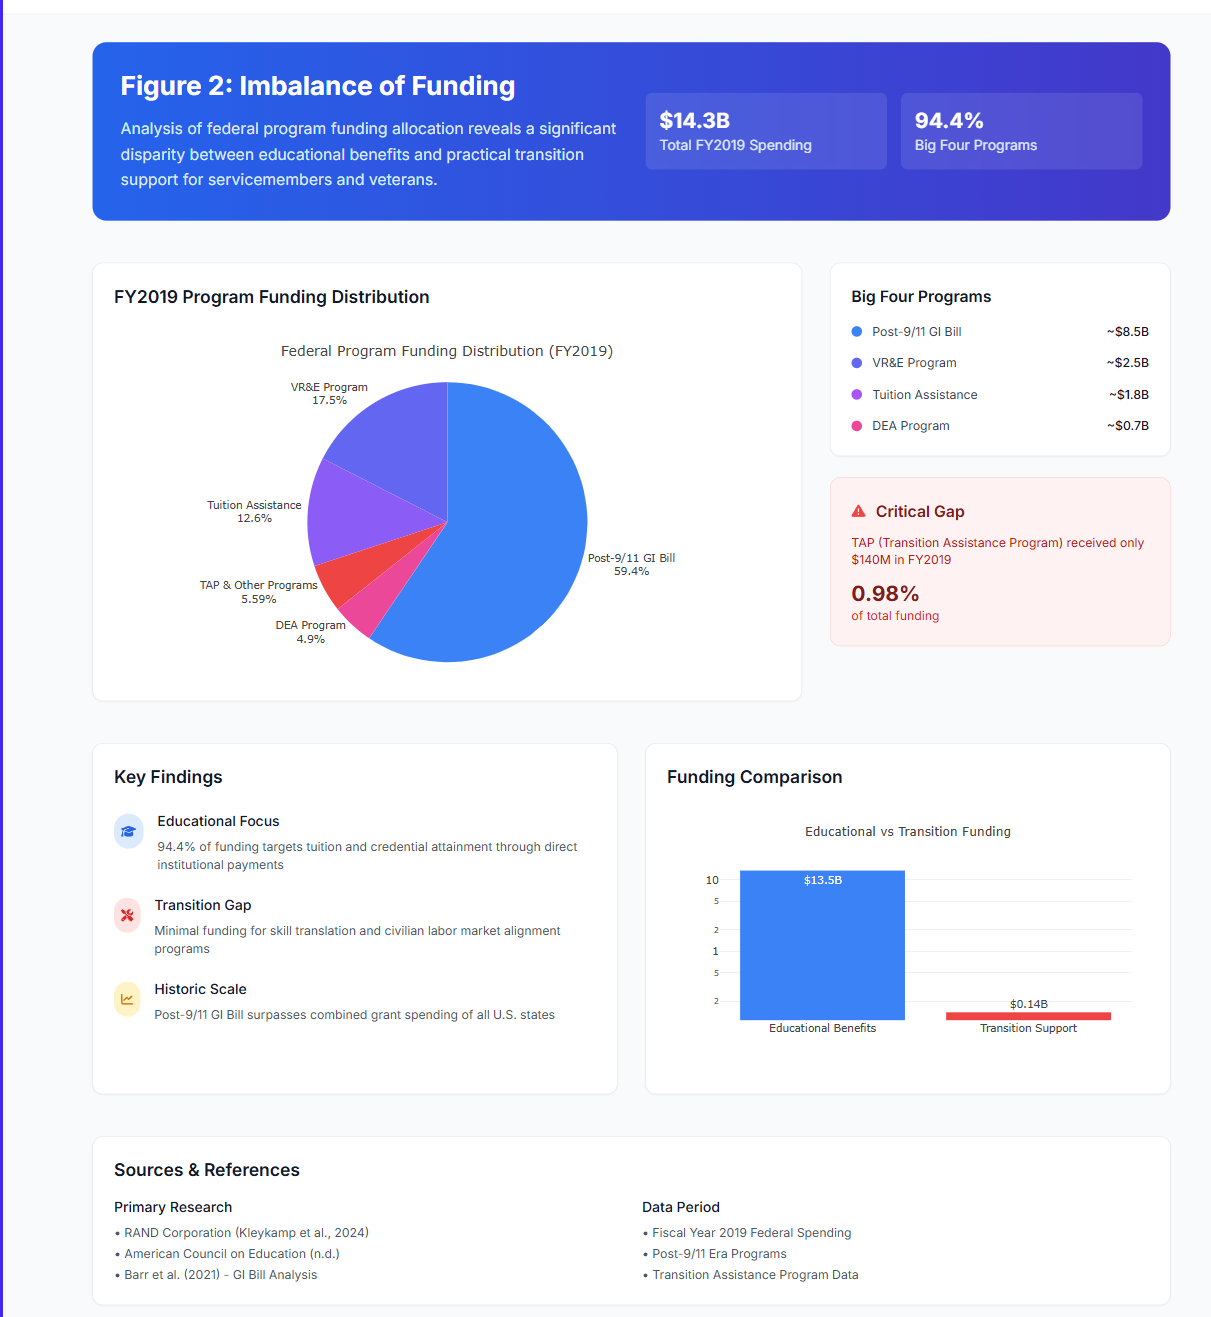 Figure 2: Imbalance of Funding
Analysis of federal program funding allocation reveals a significant
disparity between educational benefits and practical transition
support for servicemembers and veterans.
$14.3B
Total FY2019 Spending
94.4%
Big Four Programs
FY2019 Program Funding Distribution
Federal Program Funding Distribution (FY2019)
VR&E Program
17.5%
Tuition Assistance
12.6%
TAP & Other Programs
5.59%
DEA Program
4.9%
Post-9/11 GI Bill
59.4%
Big Four Programs
Post-9/11 GI Bill ~$8.5B
VR&E Program ~$2.5B
Tuition Assistance ~$1.8B
DEA Program ~$0.7B
Critical Gap
TAP (Transition Assistance Program) received only
$140M in FY2019
0.98%
of total funding
Key Findings
Educational Focus
94.4% of funding targets tuition and credential attainment through direct
institutional payments
Transition Gap
Minimal funding for skill translation and civilian labor market alignment
programs
Historic Scale
Post-9/11 GI Bill surpasses combined grant spending of all U.S. states
Funding Comparison
Educational vs Transition Funding
10
5
2
1
5
2
$13.5B
$0.14B
Educational Benefits
Transition Support
Sources & References
Primary Research
• RAND Corporation (Kleykamp et al., 2024)
• American Council on Education (n.d.)
• Barr et al. (2021) - GI Bill Analysis
Data Period
• Fiscal Year 2019 Federal Spending
• Post-9/11 Era Programs
• Transition Assistance Program Data